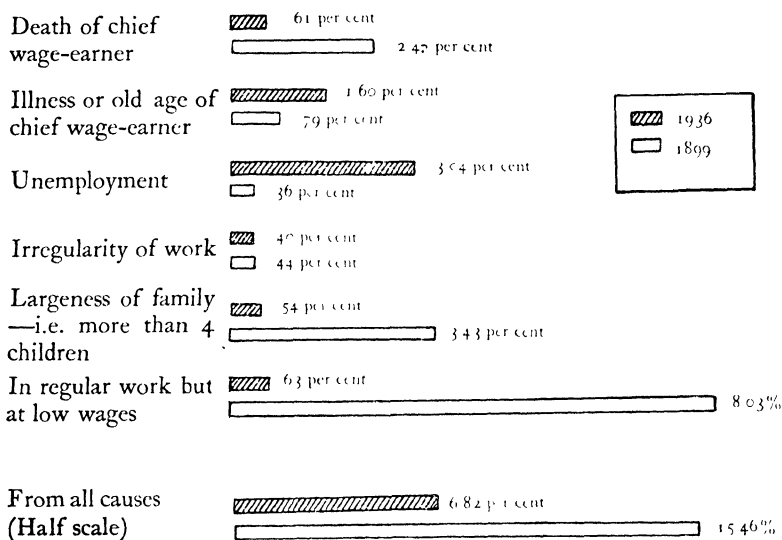 Death of chief
wage-earner
61 per cent
2 47 per cent
Illness or old age of
chief wage-earner
1 60 per cent
79 per cent
1936
1899
Unemployment
per cent
36 per cent
Irregularity of work
per cent
44 per cent
Largeness of family
—i.e. more than 4
children
54 per cent
3 43 per cent
In regular work but
at low wages
63 per cent
8 03%
From all causes
(Half scale)
6 82 per cent
15 46%